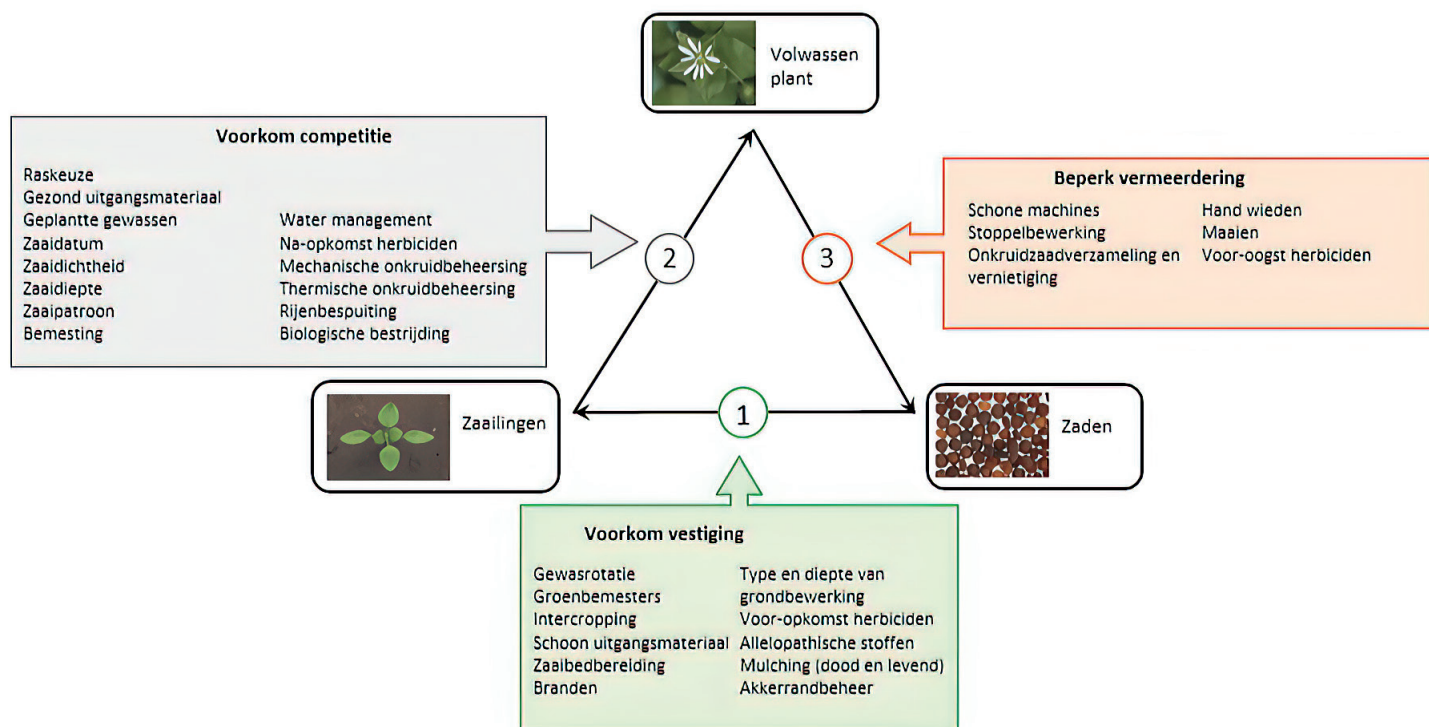 Volwassen
plant
Voorkom competitie
Raskeuze
Gezond uitgangsmateriaal
Geplantte gewassen
Zaaidatum
Zaaidichtheid
Zaaidiepte
Zaaipatroon
Bemesting
Water management
Na-opkomst herbiciden
Mechanische onkruidbeheersing
Thermische onkruidbeheersing
Rijenbespuiting
Biologische bestrijding
Beperk vermeerdering
Schone machines
Stoppelbewerking
Onkruidzaadverzameling en
vernietiging
Hand wieden
Maaien
Voor-oogst herbiciden
2
3
Zaailingen
1
Zaden
Voorkom vestiging
Gewasrotatie
Groenbemesters
Intercropping
Schoon uitgangsmateriaal
Zaaibedbereiding
Branden
Type en diepte van
grondbewerking
Voor-opkomst herbiciden
Allelopathische stoffen
Mulching (dood en levend)
Akkerrandbeheer